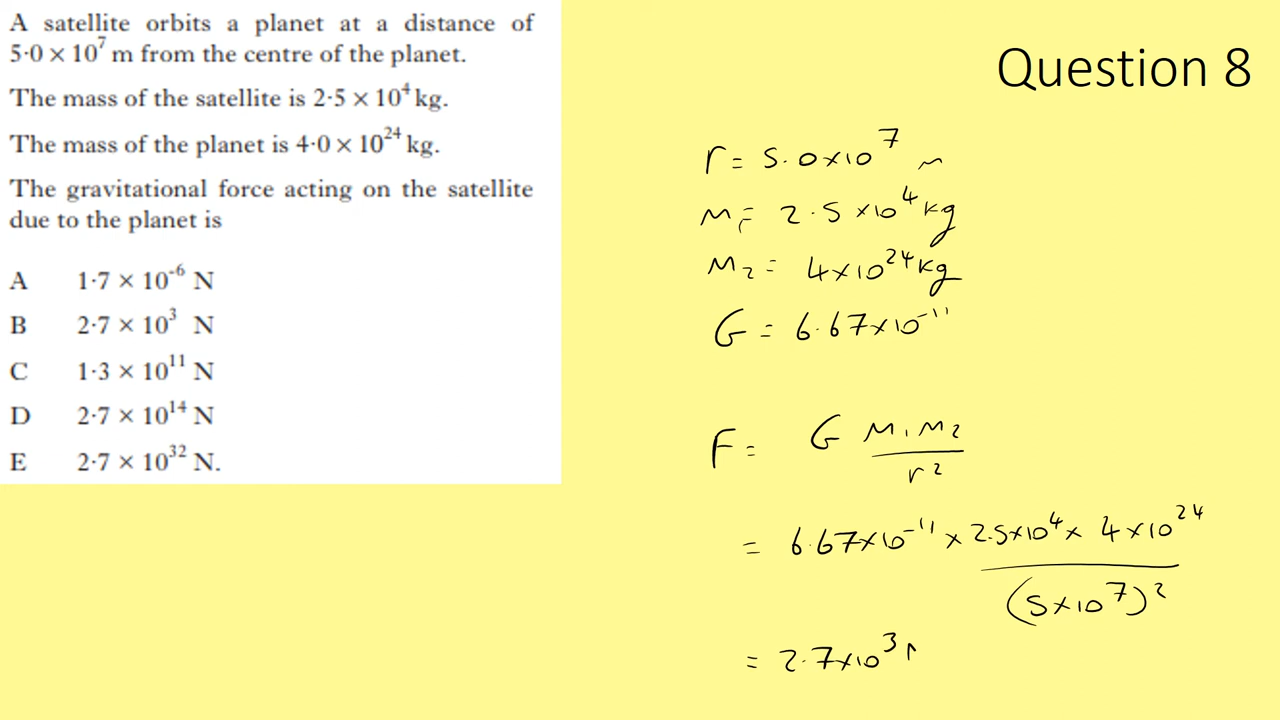 A satellite orbits a planet at a distance of
5·0 × 10⁷ m from the centre of the planet.
The mass of the satellite is 2·5 × 10⁴ kg.
The mass of the planet is 4·0 × 10²⁴ kg.
The gravitational force acting on the satellite
due to the planet is
A 1·7 × 10⁻⁶ N
B 2·7 × 10³ N
C 1·3 × 10¹¹ N
D 2·7 × 10¹⁴ N
E 2·7 × 10³² N.
Question 8
r = 5.0×10⁷ m
m₁ = 2.5 ×10⁴ kg
m₂ = 4×10²⁴ kg
G = 6.67×10⁻¹¹
F = G m₁m₂
r²
= 6.67×10⁻¹¹ × 2.5×10⁴ × 4×10²⁴
(5×10⁷)²
= 2.7×10³